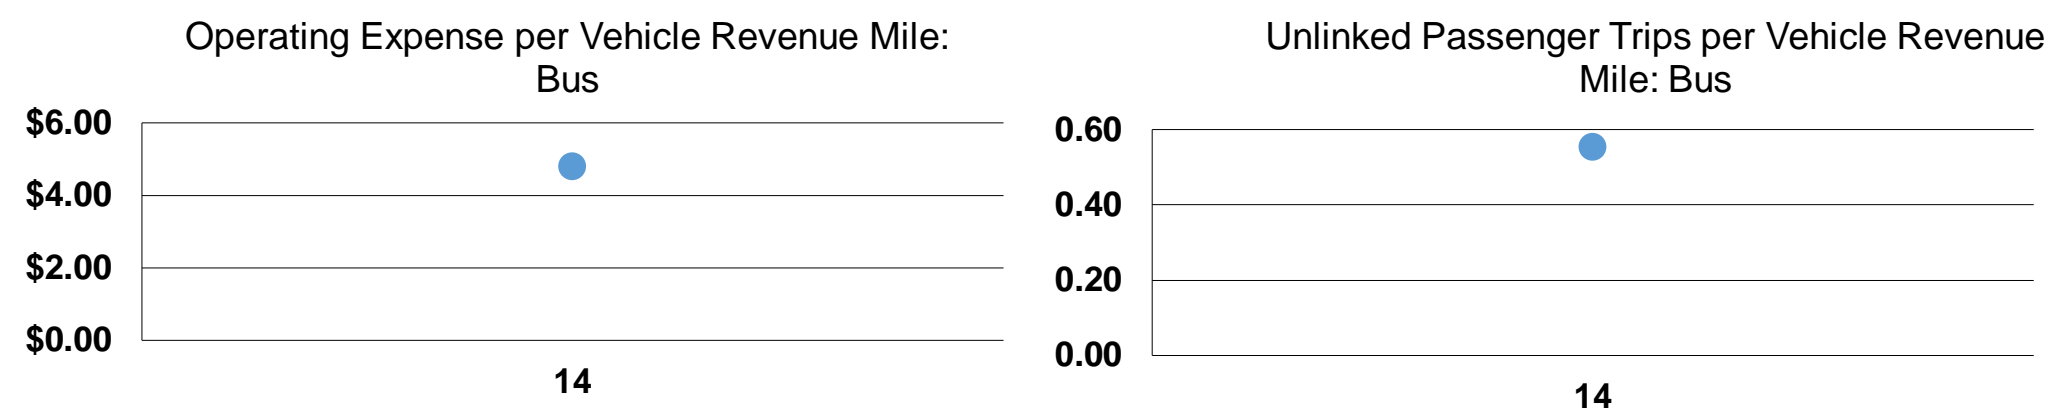 Operating Expense per Vehicle Revenue Mile:
Bus
$6.00
$4.00
$2.00
$0.00
14
Unlinked Passenger Trips per Vehicle Revenue
Mile: Bus
0.60
0.40
0.20
0.00
14